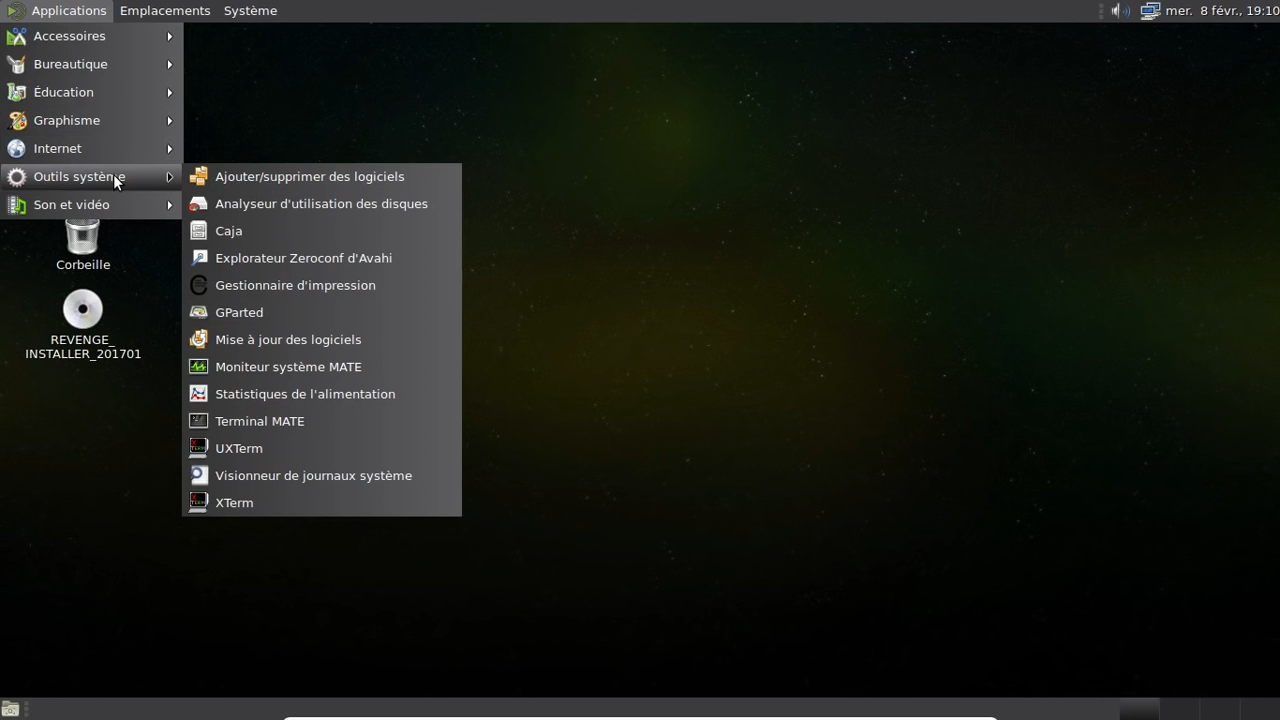 Applications Emplacements Système mer. 8 févr., 19:10
Accessoires
Bureautique
Éducation
Graphisme
Internet
Outils système
Son et vidéo
Ajouter/supprimer des logiciels
Analyseur d'utilisation des disques
Caja
Explorateur Zeroconf d'Avahi
Gestionnaire d'impression
GParted
Mise à jour des logiciels
Moniteur système MATE
Statistiques de l'alimentation
Terminal MATE
UXTerm
Visionneur de journaux système
XTerm
Corbeille
REVENGE_
INSTALLER_201701